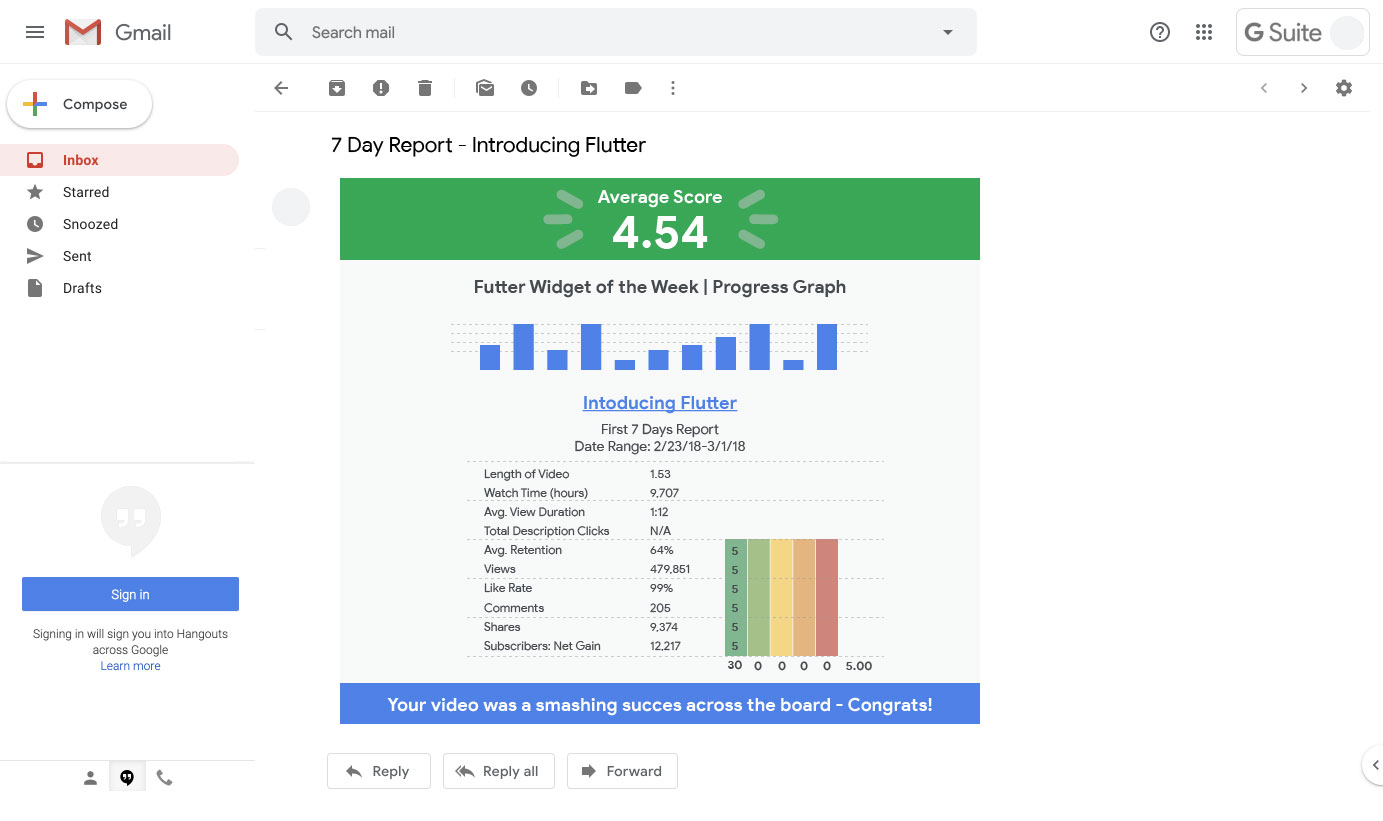 Gmail
Search mail
G Suite
Compose
Inbox
Starred
Snoozed
Sent
Drafts
Sign in
Signing in will sign you into Hangouts
across Google
Learn more
7 Day Report - Introducing Flutter
Average Score
4.54
Futter Widget of the Week | Progress Graph
Intoducing Flutter
First 7 Days Report
Date Range: 2/23/18-3/1/18
Length of Video 1.53
Watch Time (hours) 9,707
Avg. View Duration 1:12
Total Description Clicks N/A
Avg. Retention 64% 5
Views 479,851 5
Like Rate 99% 5
Comments 205 5
Shares 9,374 5
Subscribers: Net Gain 12,217 5
30 0 0 0 0 5.00
Your video was a smashing succes across the board - Congrats!
Reply Reply all Forward